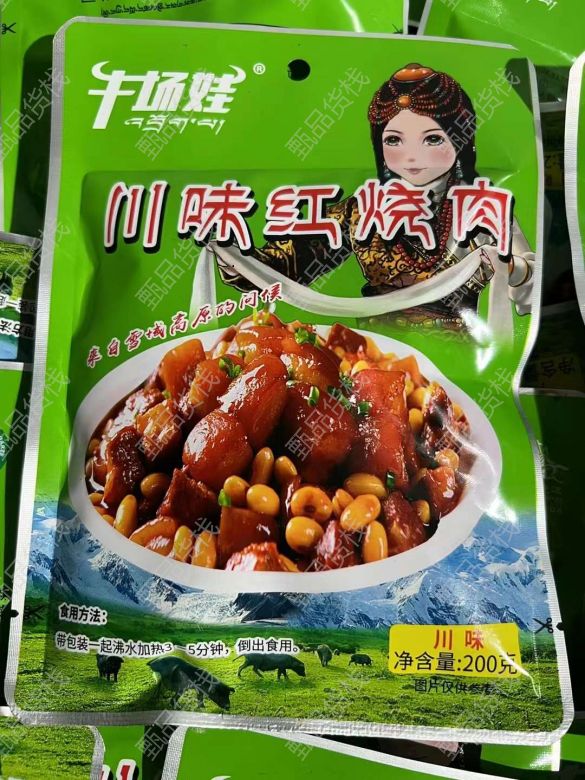 牛场娃®
川味红烧肉
来自雪域高原的问候
食用方法:
带包装一起沸水加热3-5分钟,倒出食用。
川味
净含量:200克
图片仅供参考
甄品货栈